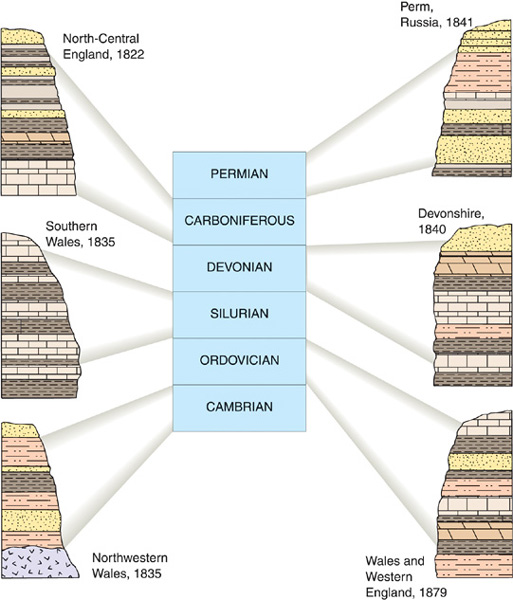 North-Central
England, 1822
Perm,
Russia, 1841
PERMIAN
CARBONIFEROUS
DEVONIAN
SILURIAN
ORDOVICIAN
CAMBRIAN
Southern
Wales, 1835
Devonshire,
1840
Northwestern
Wales, 1835
Wales and
Western
England, 1879